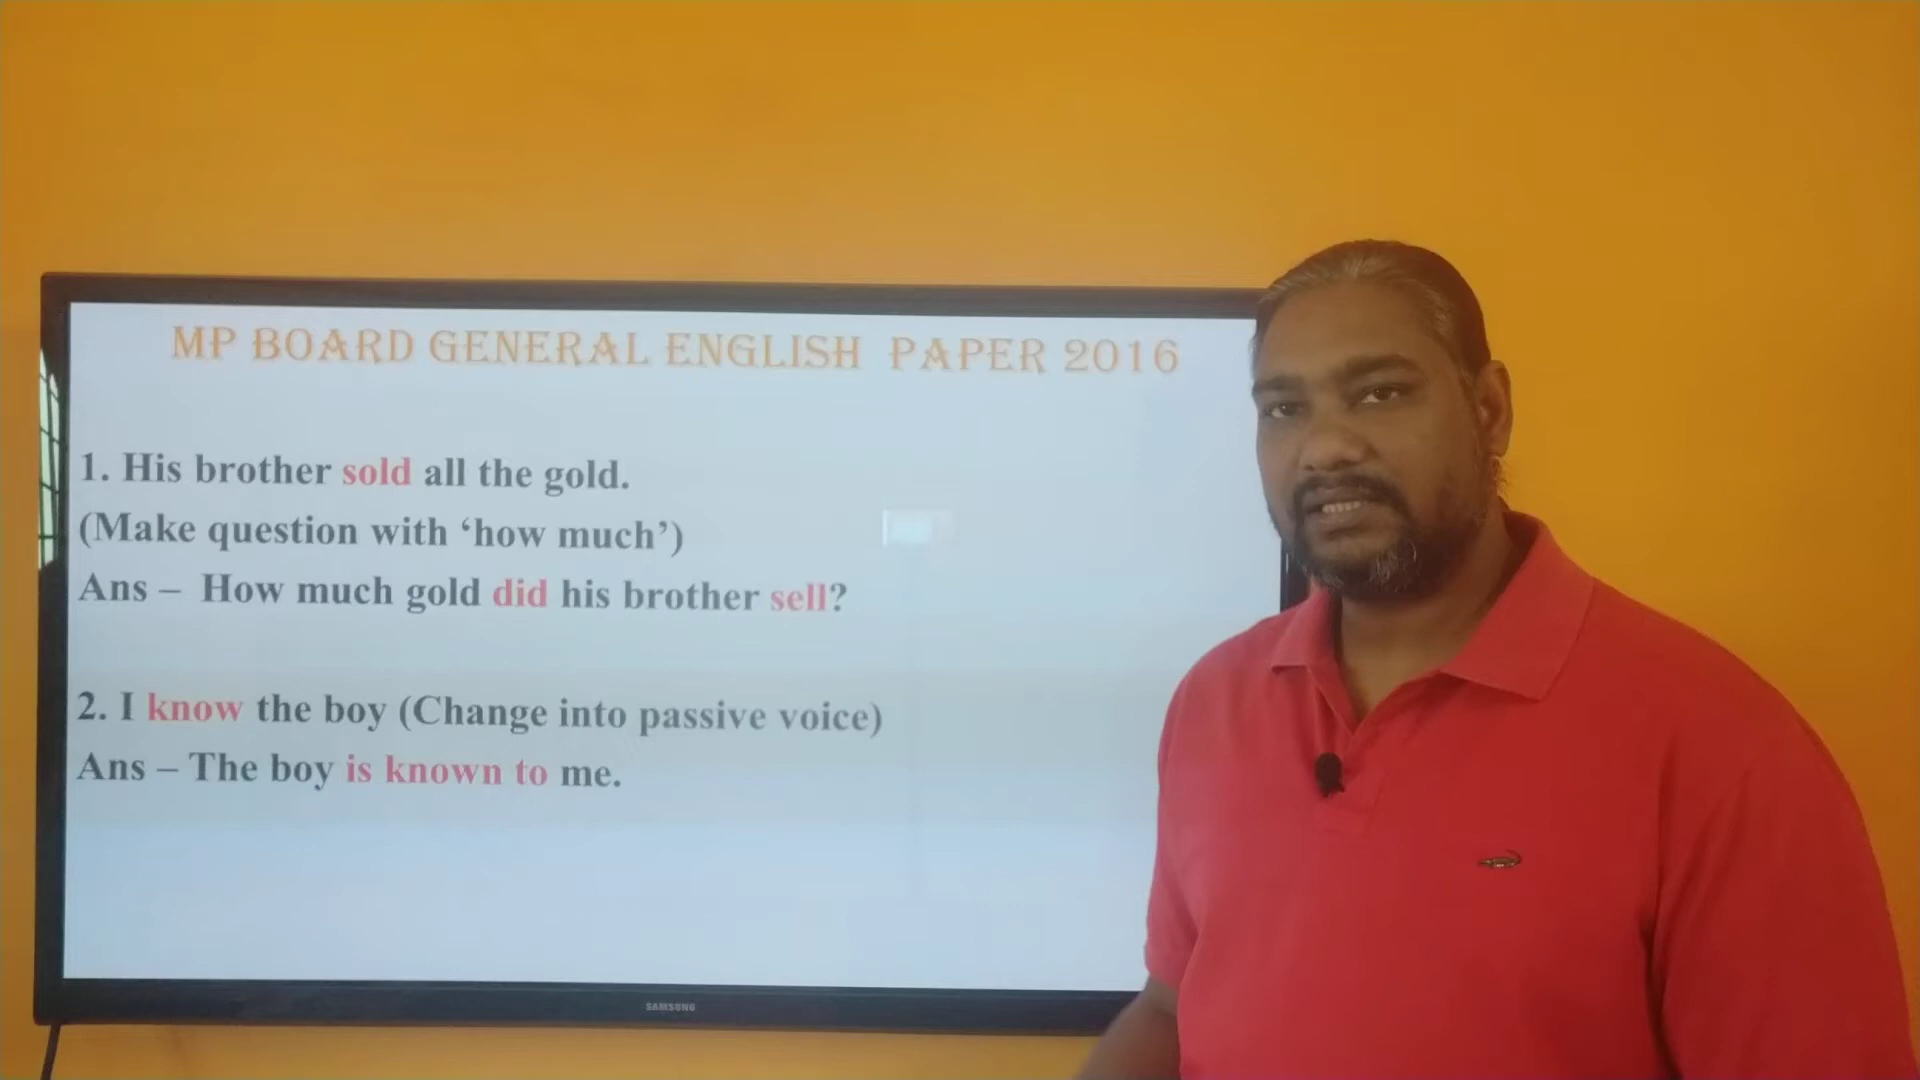 MP BOARD GENERAL ENGLISH PAPER 2016
1. His brother sold all the gold.
(Make question with ‘how much’)
Ans – How much gold did his brother sell?
2. I know the boy (Change into passive voice)
Ans – The boy is known to me.
SAMSUNG